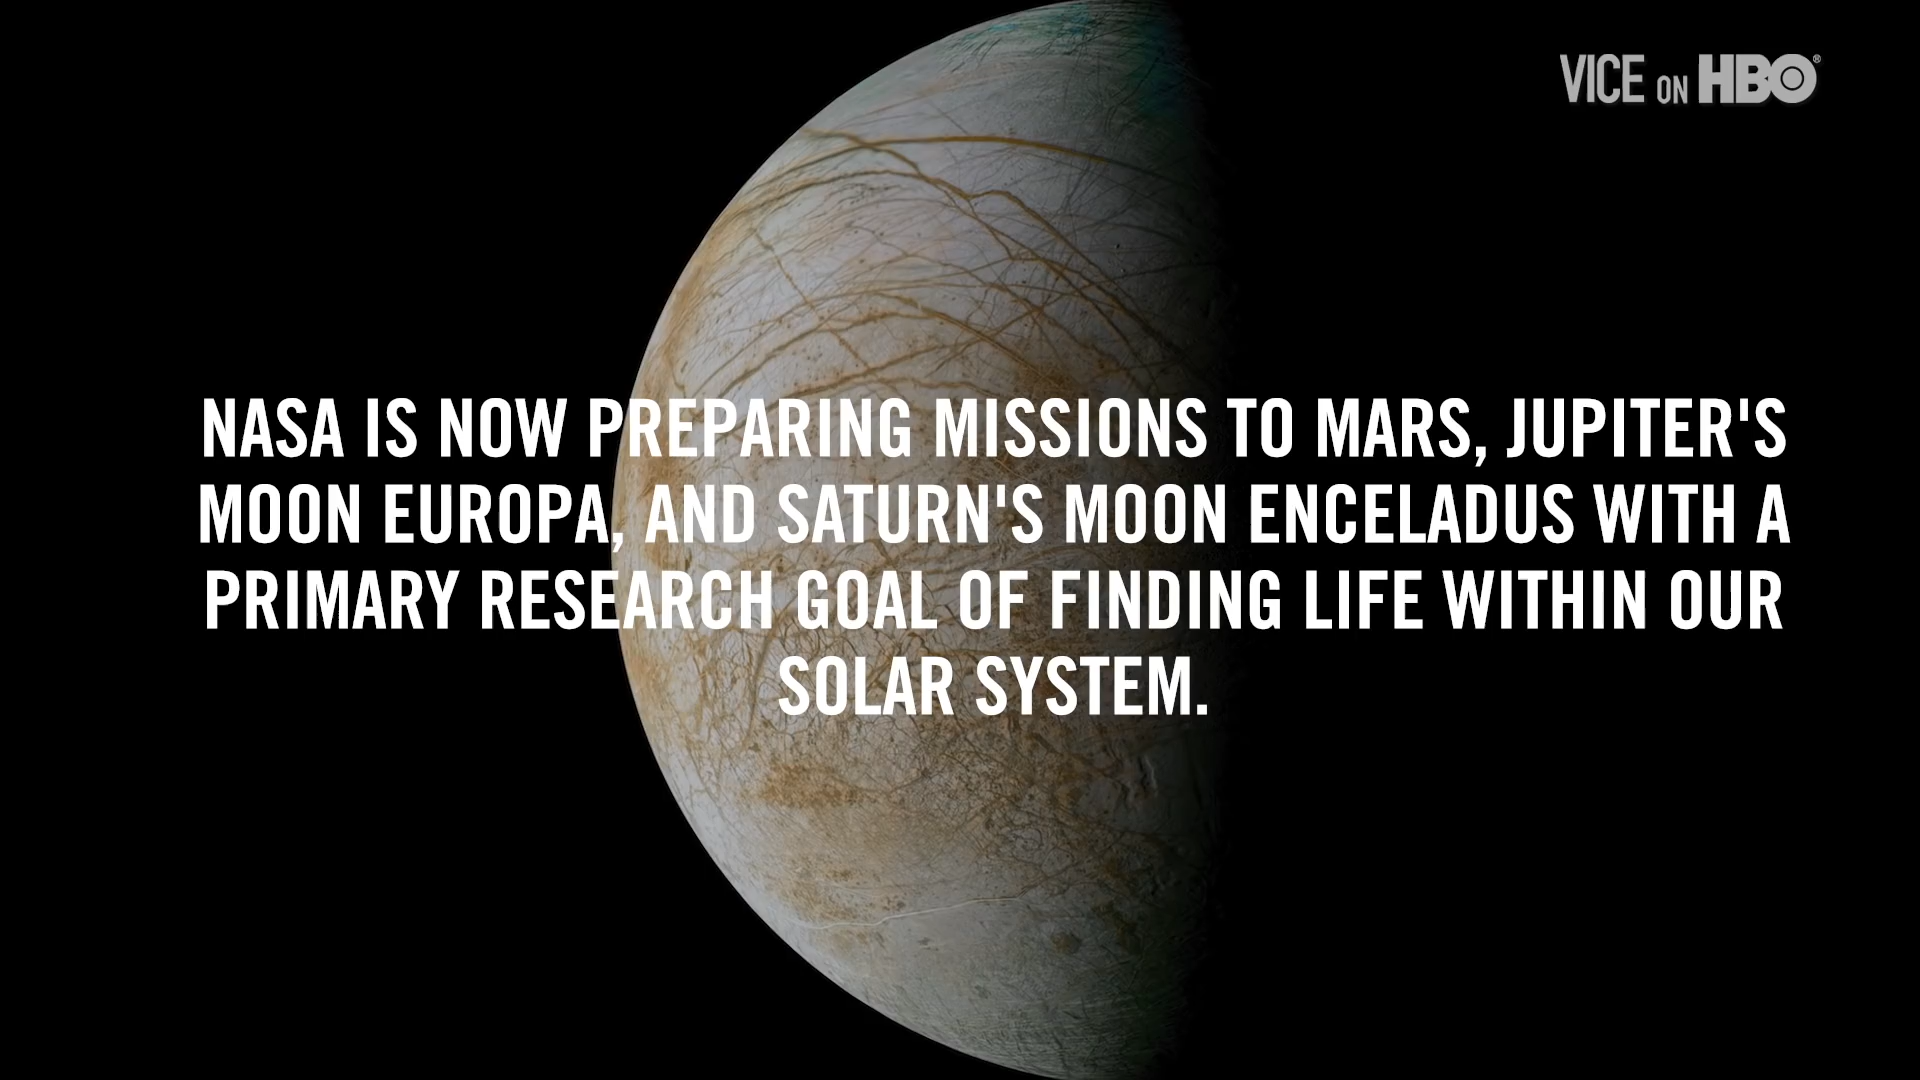 VICE ON HBO®
NASA IS NOW PREPARING MISSIONS TO MARS, JUPITER'S
MOON EUROPA, AND SATURN'S MOON ENCELADUS WITH A
PRIMARY RESEARCH GOAL OF FINDING LIFE WITHIN OUR
SOLAR SYSTEM.